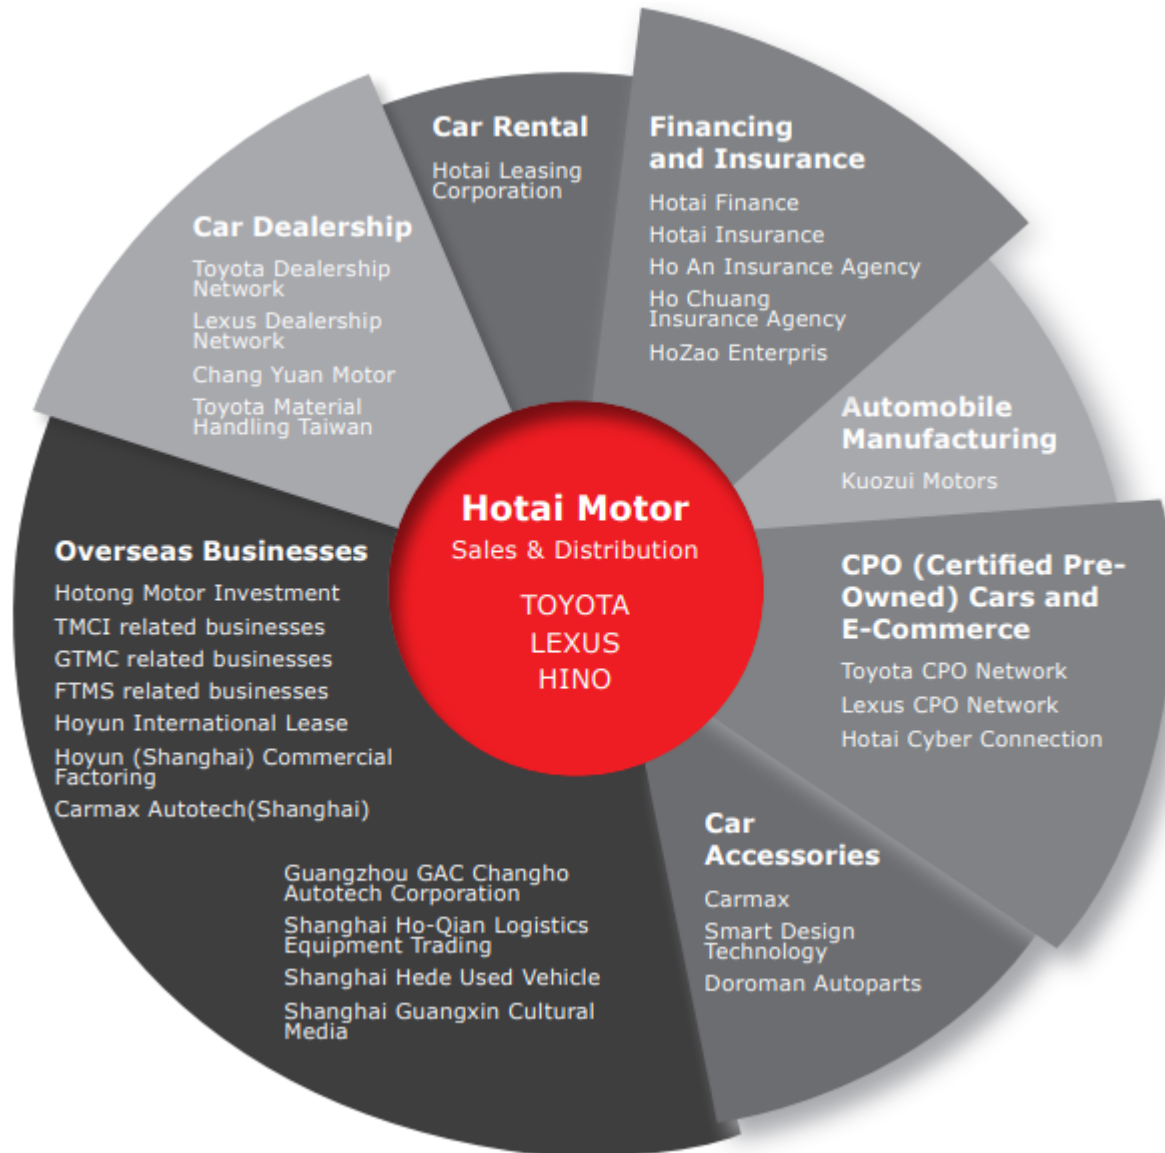 Car Rental
Hotai Leasing
Corporation
Financing
and Insurance
Hotai Finance
Hotai Insurance
Ho An Insurance Agency
Ho Chuang
Insurance Agency
HoZao Enterpris
Car Dealership
Toyota Dealership
Network
Lexus Dealership
Network
Chang Yuan Motor
Toyota Material
Handling Taiwan
Automobile
Manufacturing
Kuozui Motors
Hotai Motor
Sales & Distribution
TOYOTA
LEXUS
HINO
Overseas Businesses
Hotong Motor Investment
TMCI related businesses
GTMC related businesses
FTMS related businesses
Hoyun International Lease
Hoyun (Shanghai) Commercial
Factoring
Carmax Autotech(Shanghai)
Guangzhou GAC Changho
Autotech Corporation
Shanghai Ho-Qian Logistics
Equipment Trading
Shanghai Hede Used Vehicle
Shanghai Guangxin Cultural
Media
CPO (Certified Pre-
Owned) Cars and
E-Commerce
Toyota CPO Network
Lexus CPO Network
Hotai Cyber Connection
Car
Accessories
Carmax
Smart Design
Technology
Doroman Autoparts